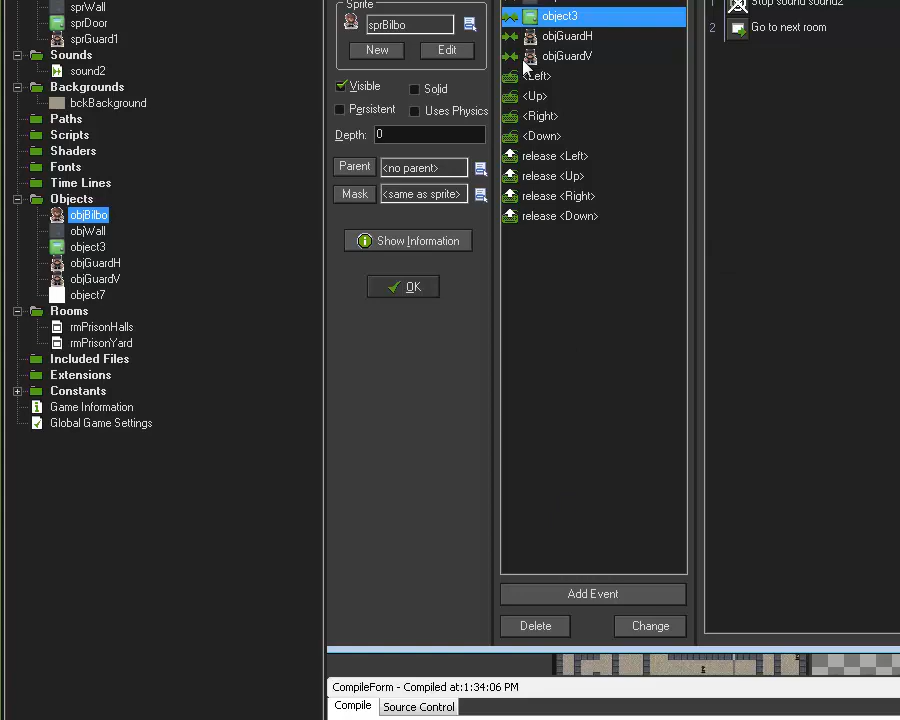 sprWall
sprDoor
sprGuard1
Sounds
sound2
Backgrounds
bckBackground
Paths
Scripts
Shaders
Fonts
Time Lines
Objects
objBilbo
objWall
object3
objGuardH
objGuardV
object7
Rooms
rmPrisonHalls
rmPrisonYard
Included Files
Extensions
Constants
Game Information
Global Game Settings
Sprite
sprBilbo
New Edit
Visible Solid
Persistent Uses Physics
Depth: 0
Parent <no parent>
Mask <same as sprite>
Show Information
OK
object3
objGuardH
objGuardV
<Left>
<Up>
<Right>
<Down>
release <Left>
release <Up>
release <Right>
release <Down>
Add Event
Delete Change
1 Stop sound sound2
2 Go to next room
CompileForm - Compiled at:1:34:06 PM
Compile Source Control